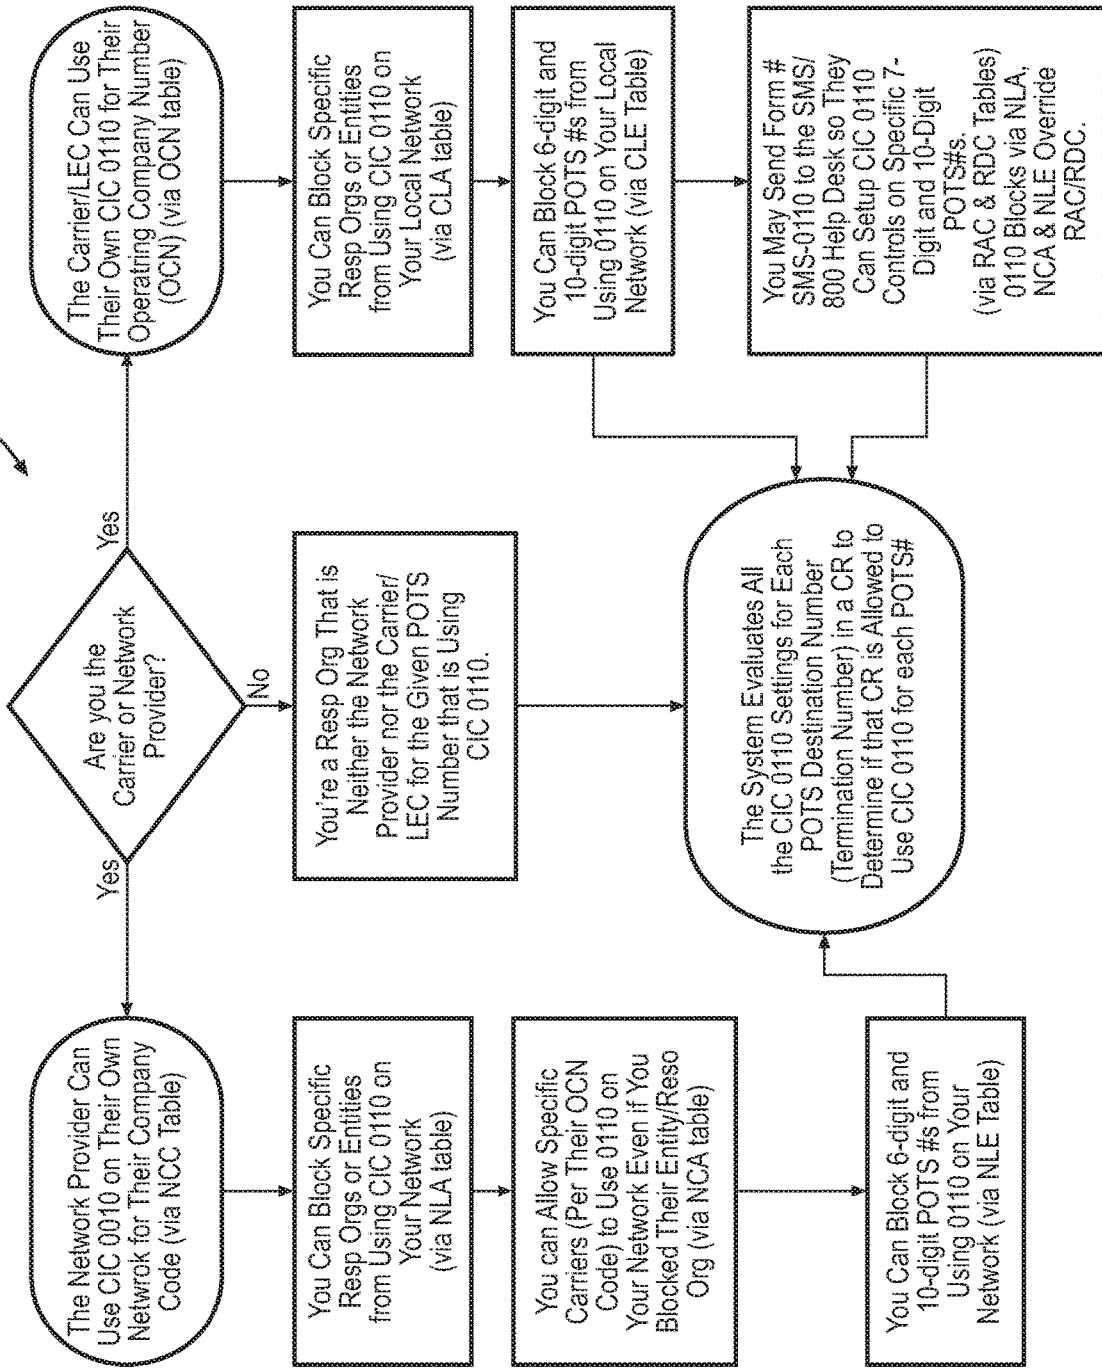 Are you the
Carrier or Network
Provider?
Yes
Yes
No
The Network Provider Can
Use CIC 0010 on Their Own
Netwrok for Their Company
Code (via NCC Table)
You Can Block Specific
Resp Orgs or Entities
from Using CIC 0110 on
Your Network
(via NLA table)
You can Allow Specific
Carriers (Per Their OCN
Code) to Use 0110 on
Your Network Even if You
Blocked Their Entity/Reso
Org (via NCA table)
You Can Block 6-digit and
10-digit POTS #s from
Using 0110 on Your
Network (via NLE Table)
You're a Resp Org That is
Neither the Network
Provider nor the Carrier/
LEC for the Given POTS
Number that is Using
CIC 0110.
The System Evaluates All
the CIC 0110 Settings for Each
POTS Destination Number
(Termination Number) in a CR to
Determine if that CR is Allowed to
Use CIC 0110 for each POTS#
The Carrier/LEC Can Use
Their Own CIC 0110 for Their
Operatring Company Number
(OCN) (via OCN table)
You Can Block Specific
Resp Orgs or Entities
from Using CIC 0110 on
Your Local Network
(via CLA table)
You Can Block 6-digit and
10-digit POTS #s from
Using 0110 on Your Local
Network (via CLE Table)
You May Send Form #
SMS-0110 to the SMS/
800 Help Desk so They
Can Setup CIC 0110
Controls on Specific 7-
Digit and 10-Digit
POTS#s.
(via RAC & RDC Tables)
0110 Blocks via NLA,
NCA & NLE Override
RAC/RDC.